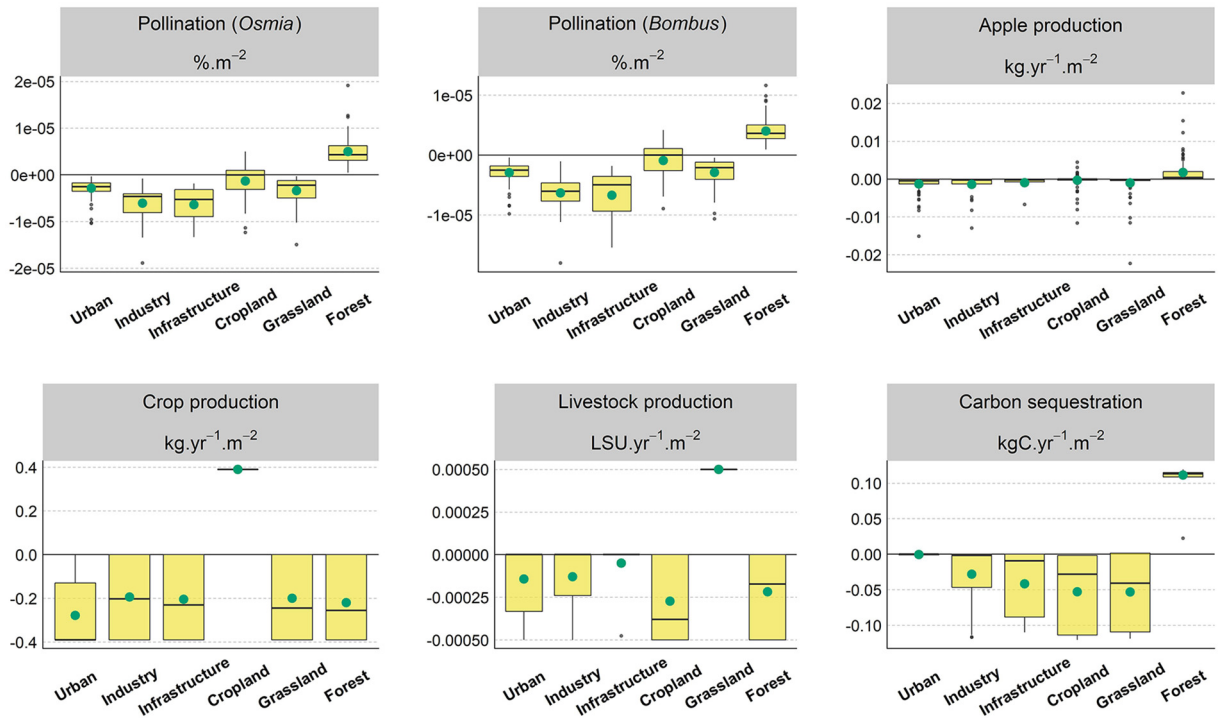 Pollination (Osmia)
%.m⁻²
2e-05
1e-05
0e+00
-1e-05
-2e-05
Urban
Industry
Infrastructure
Cropland
Grassland
Forest
Pollination (Bombus)
%.m⁻²
1e-05
0e+00
-1e-05
Urban
Industry
Infrastructure
Cropland
Grassland
Forest
Apple production
kg.yr⁻¹.m⁻²
0.02
0.01
0.00
-0.01
-0.02
Urban
Industry
Infrastructure
Cropland
Grassland
Forest
Crop production
kg.yr⁻¹.m⁻²
0.4
0.2
0.0
-0.2
-0.4
Urban
Industry
Infrastructure
Cropland
Grassland
Forest
Livestock production
LSU.yr⁻¹.m⁻²
0.00050
0.00025
0.00000
-0.00025
-0.00050
Urban
Industry
Infrastructure
Cropland
Grassland
Forest
Carbon sequestration
kgC.yr⁻¹.m⁻²
0.10
0.05
0.00
-0.05
-0.10
Urban
Industry
Infrastructure
Cropland
Grassland
Forest